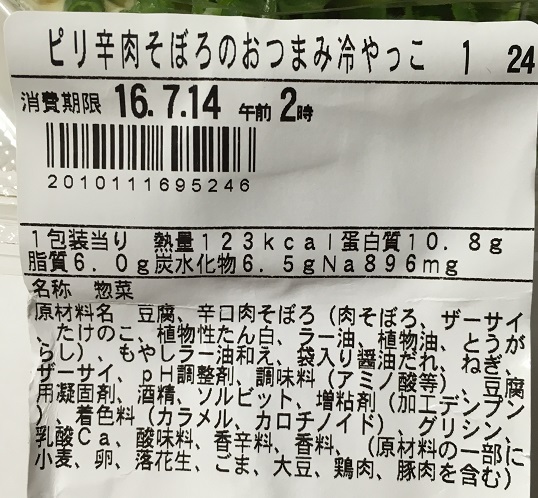 ピリ辛肉そぼろのおつまみ冷やっこ 1 24
消費期限 16.7.14 午前 2時
2010111695246
1包装当り 熱量123kcal蛋白質10.8g
脂質6.0g炭水化物6.5gNa896mg
名称 惣菜
原材料名 豆腐、辛口肉そぼろ(肉そぼろ、ザーサイ
、たけのこ、植物性たん白、ラー油、植物油、とうが
らし)、もやしラー油和え、袋入り醤油だれ、ねぎ、
ザーサイ、pH調整剤、調味料(アミノ酸等)、豆腐
用凝固剤、酒精、ソルビット、増粘剤(加工デンプン
)、着色料(カラメル、カロチノイド)、グリシン、
乳酸Ca、酸味料、香辛料、香料、(原材料の一部に
小麦、卵、落花生、ごま、大豆、鶏肉、豚肉を含む)